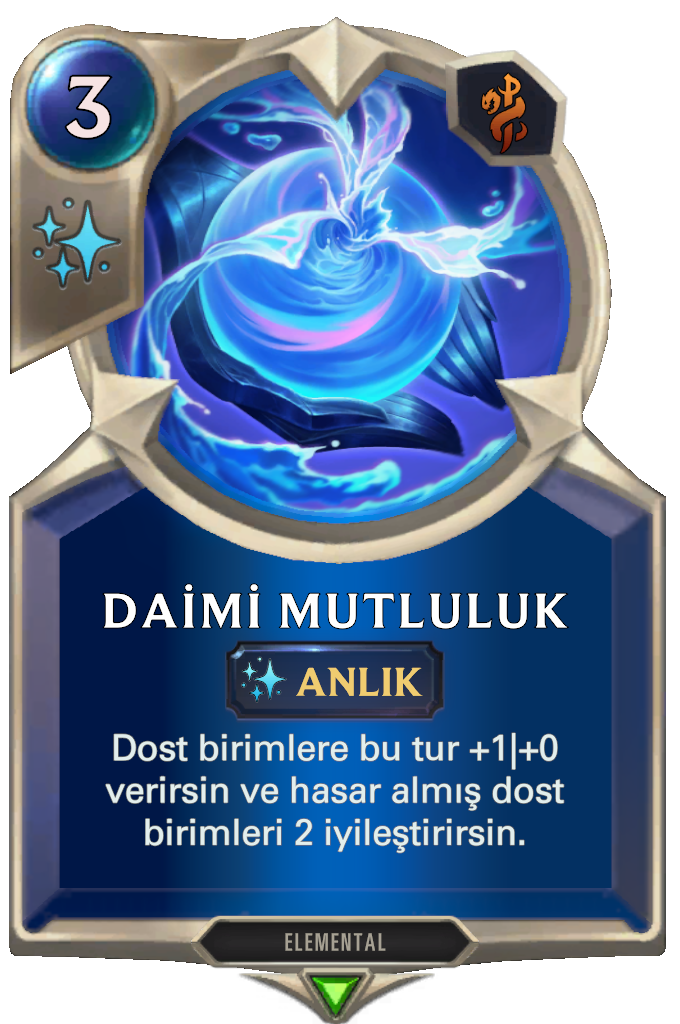 3
DAİMİ MUTLULUK
ANLIK
Dost birimlere bu tur +1|+0
verirsin ve hasar almış dost
birimleri 2 iyileştirirsin.
ELEMENTAL